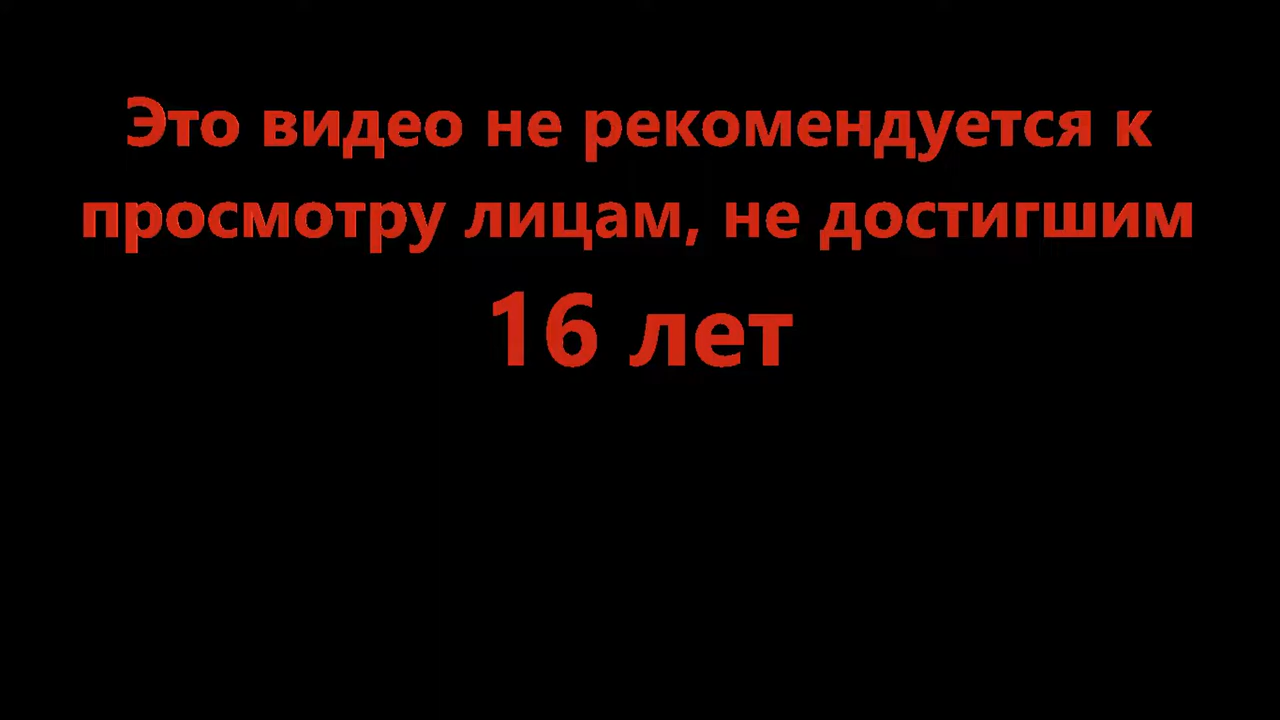 Это видео не рекомендуется к
просмотру лицам, не достигшим
16 лет